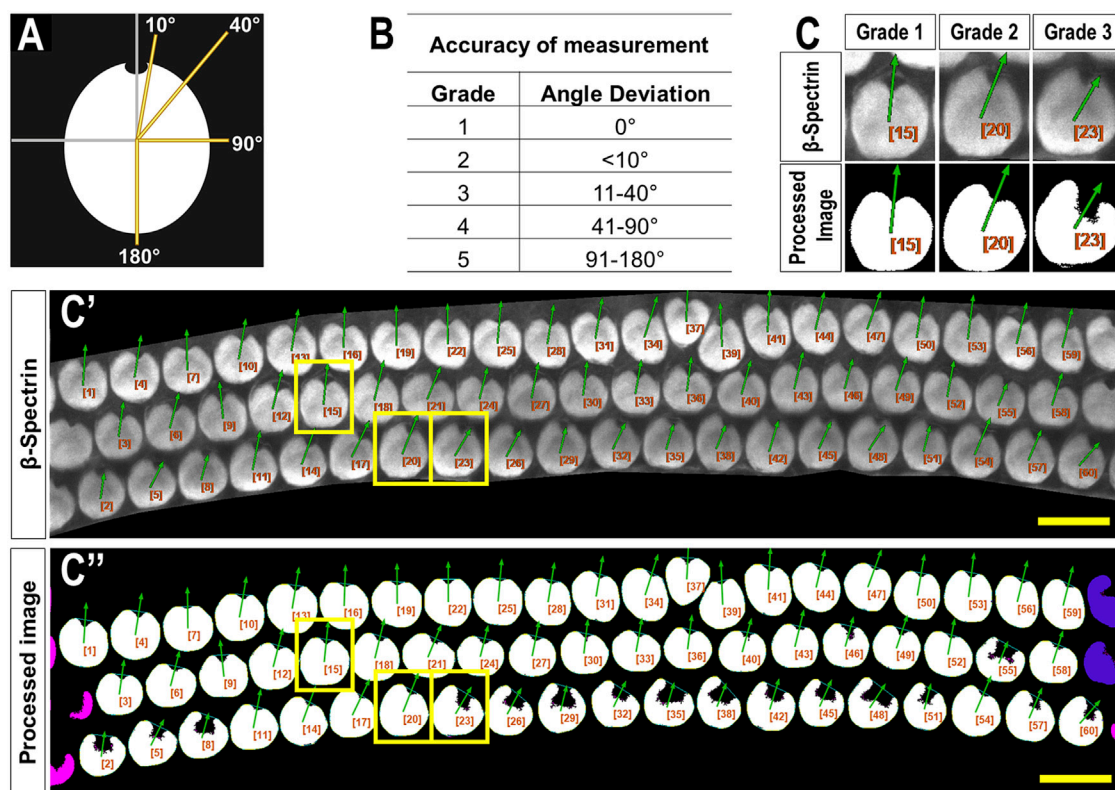 A
10°
40°
90°
180°
B
Accuracy of measurement
Grade Angle Deviation
1 0°
2 <10°
3 11-40°
4 41-90°
5 91-180°
C
Grade 1 Grade 2 Grade 3
β-Spectrin
[15] [20] [23]
Processed Image
[15] [20] [23]
C’
β-Spectrin
[1] [4] [7] [10] [13] [16] [19] [22] [25] [28] [31] [34] [37] [39] [41] [44] [47] [50] [53] [56] [59]
[3] [6] [9] [12] [15] [18] [21] [24] [27] [30] [33] [36] [40] [43] [46] [49] [52] [55] [58]
[2] [5] [8] [11] [14] [17] [20] [23] [26] [29] [32] [35] [38] [42] [45] [48] [51] [54] [57] [60]
C’’
Processed image
[1] [4] [7] [10] [13] [16] [19] [22] [25] [28] [31] [34] [37] [39] [41] [44] [47] [50] [53] [56] [59]
[3] [6] [9] [12] [15] [18] [21] [24] [27] [30] [33] [36] [40] [43] [46] [49] [52] [55] [58]
[2] [5] [8] [11] [14] [17] [20] [23] [26] [29] [32] [35] [38] [42] [45] [48] [51] [54] [57] [60]